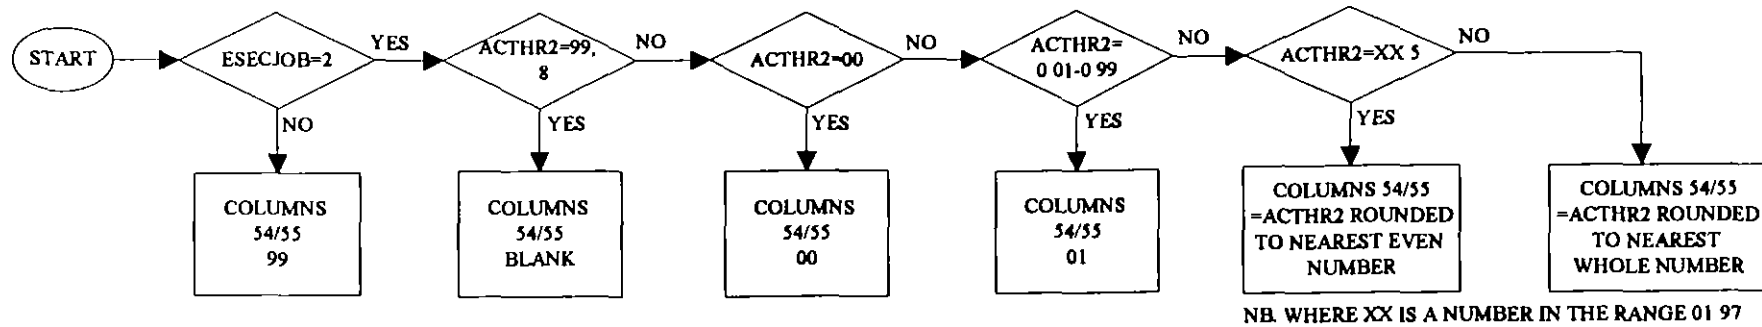 START
ESECJOB=2
YES
NO
COLUMNS
54/55
99
ACTHR2=99,
8
NO
YES
COLUMNS
54/55
BLANK
ACTHR2=00
NO
YES
COLUMNS
54/55
00
ACTHR2=
0 01-0 99
NO
YES
COLUMNS
54/55
01
ACTHR2=XX 5
NO
YES
COLUMNS 54/55
=ACTHR2 ROUNDED
TO NEAREST EVEN
NUMBER
COLUMNS 54/55
=ACTHR2 ROUNDED
TO NEAREST
WHOLE NUMBER
NB. WHERE XX IS A NUMBER IN THE RANGE 01 97